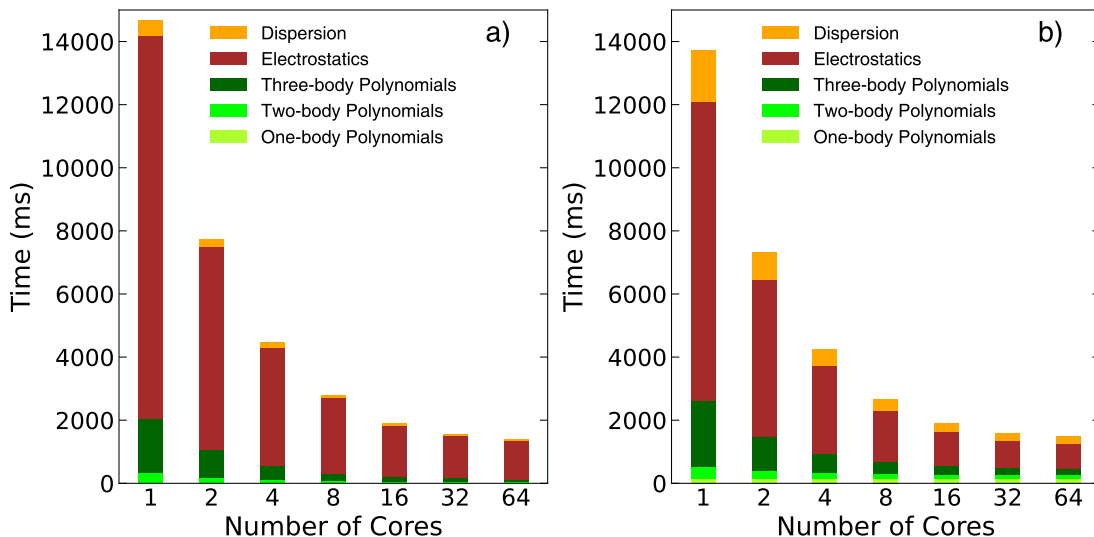 a)
Dispersion
Electrostatics
Three-body Polynomials
Two-body Polynomials
One-body Polynomials
14000
12000
10000
8000
6000
4000
2000
0
Time (ms)
1 2 4 8 16 32 64
Number of Cores
b)
Dispersion
Electrostatics
Three-body Polynomials
Two-body Polynomials
One-body Polynomials
14000
12000
10000
8000
6000
4000
2000
0
Time (ms)
1 2 4 8 16 32 64
Number of Cores